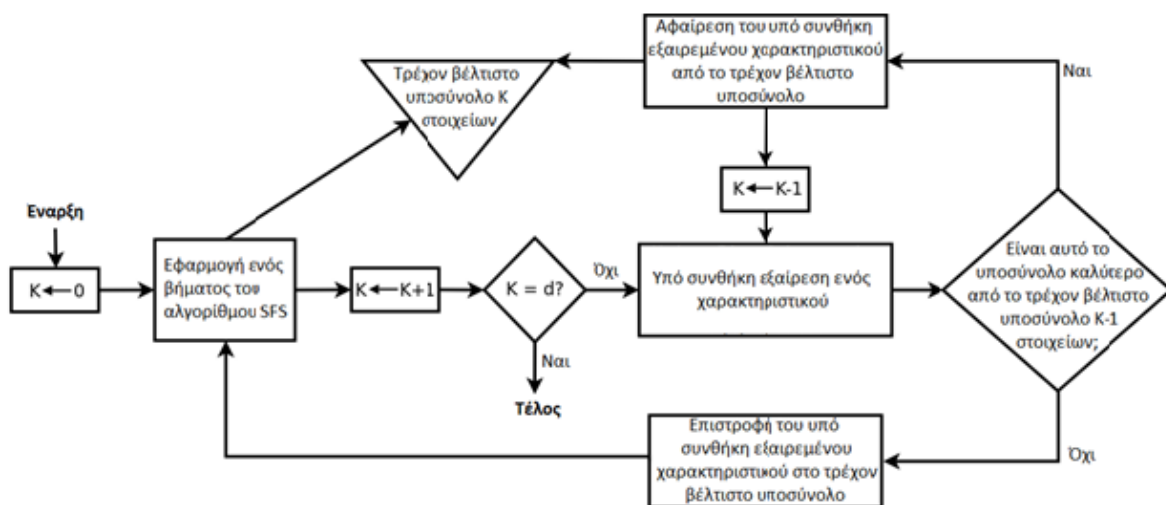 Αφαίρεση του υπό συνθήκη
εξαιρεμένου χαρακτηριστικού
από το τρέχον βέλτιστο
υποσύνολο
Ναι
Τρέχον βέλτιστο
υποσύνολο Κ
στοιχείων
K←K-1
Έναρξη
K←0
Εφαρμογή ενός
βήματος του
αλγορίθμου SFS
K←K+1
K = d?
Όχι
Υπό συνθήκη εξαίρεση ενός
χαρακτηριστικού
Είναι αυτό το
υποσύνολο καλύτερο
από το τρέχον βέλτιστο
υποσύνολο Κ-1
στοιχείων;
Ναι
Τέλος
Επιστροφή του υπό
συνθήκη εξαιρεμένου
χαρακτηριστικού στο τρέχον
βέλτιστο υποσύνολο
Όχι